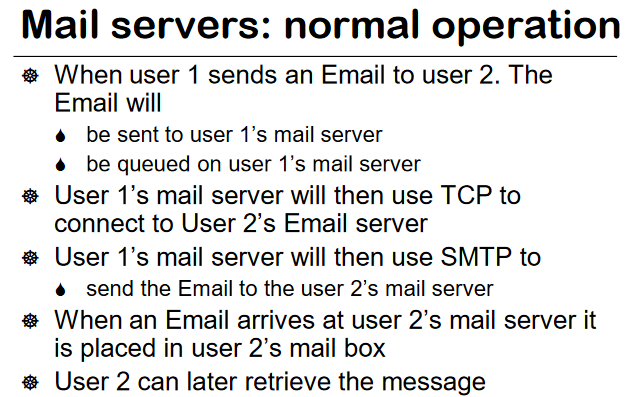 Mail servers: normal operation
When user 1 sends an Email to user 2. The
Email will
be sent to user 1’s mail server
be queued on user 1’s mail server
User 1’s mail server will then use TCP to
connect to User 2’s Email server
User 1’s mail server will then use SMTP to
send the Email to the user 2’s mail server
When an Email arrives at user 2’s mail server it
is placed in user 2’s mail box
User 2 can later retrieve the message